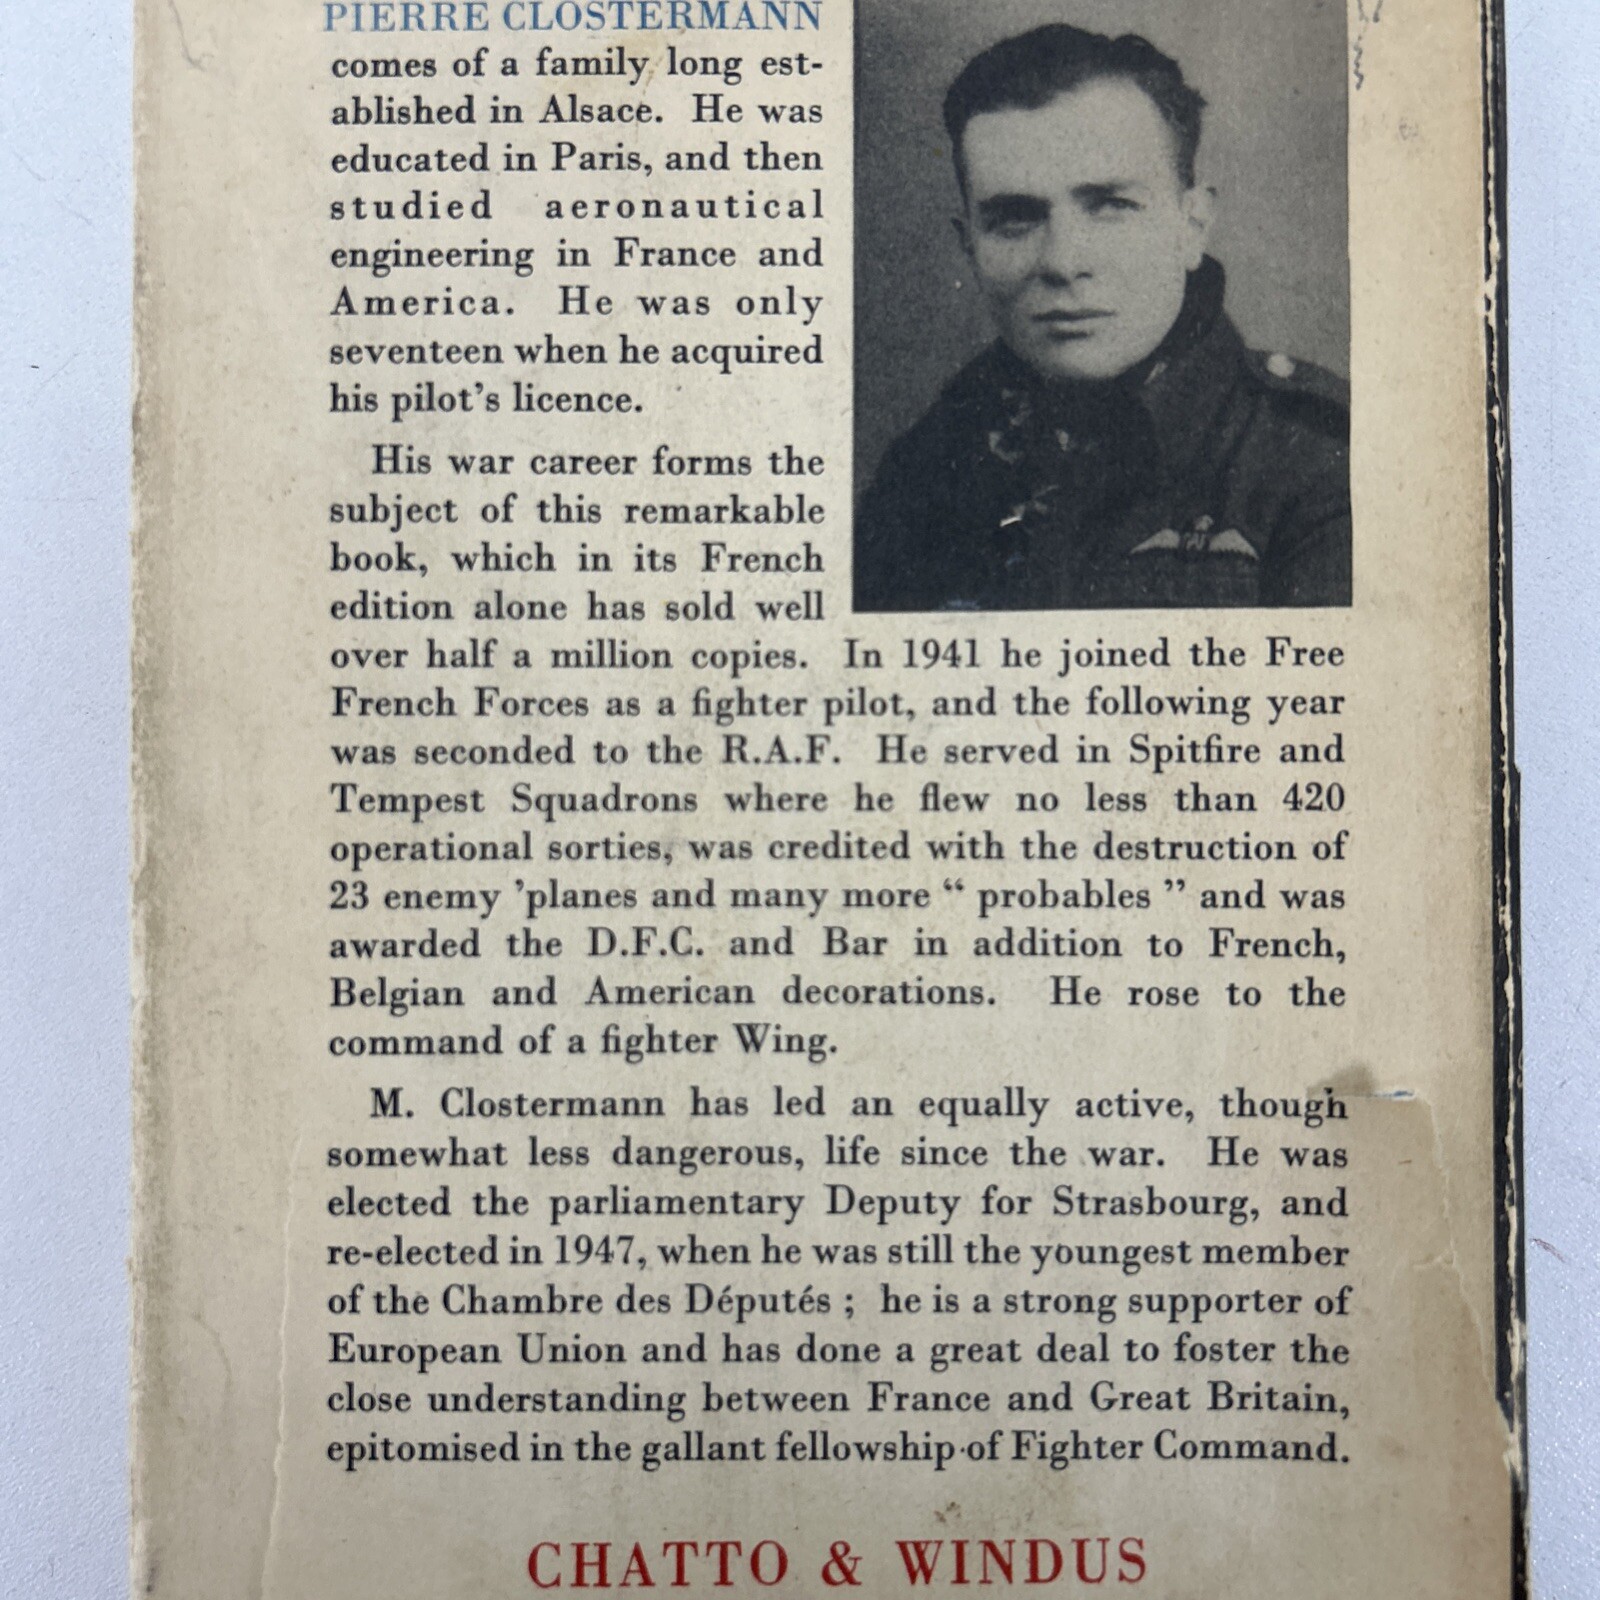 PIERRE CLOSTERMANN
comes of a family long est-
ablished in Alsace. He was
educated in Paris, and then
studied aeronautical
engineering in France and
America. He was only
seventeen when he acquired
his pilot's licence.
His war career forms the
subject of this remarkable
book, which in its French
edition alone has sold well
over half a million copies. In 1941 he joined the Free
French Forces as a fighter pilot, and the following year
was seconded to the R.A.F. He served in Spitfire and
Tempest Squadrons where he flew no less than 420
operational sorties, was credited with the destruction of
23 enemy 'planes and many more “ probables ” and was
awarded the D.F.C. and Bar in addition to French,
Belgian and American decorations. He rose to the
command of a fighter Wing.
M. Clostermann has led an equally active, though
somewhat less dangerous, life since the war. He was
elected the parliamentary Deputy for Strasbourg, and
re-elected in 1947, when he was still the youngest member
of the Chambre des Députés ; he is a strong supporter of
European Union and has done a great deal to foster the
close understanding between France and Great Britain,
epitomised in the gallant fellowship of Fighter Command.
CHATTO & WINDUS